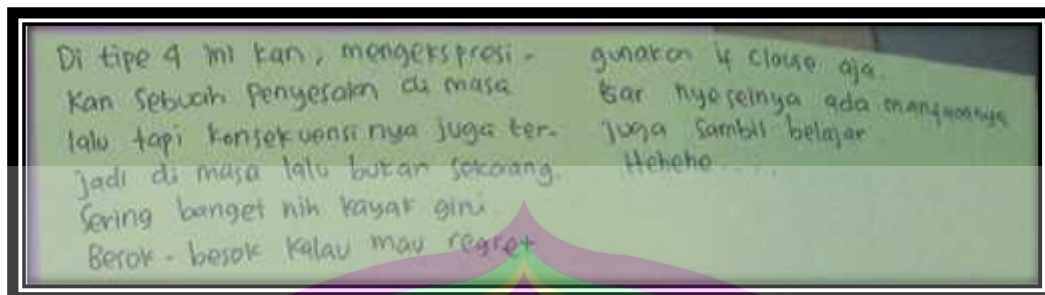 Di tipe 4 ini kan, mengekspresi -
kan sebuah penyesalan di masa
lalu tapi konsekuensinya juga ter-
jadi di masa lalu bukan sekarang.
Sering banget nih kayak gini.
Besok - besok kalau mau regret
gunakan if clause aja.
Biar nyeselnya ada manfaatnya
juga sambil belajar
Hehehe ....